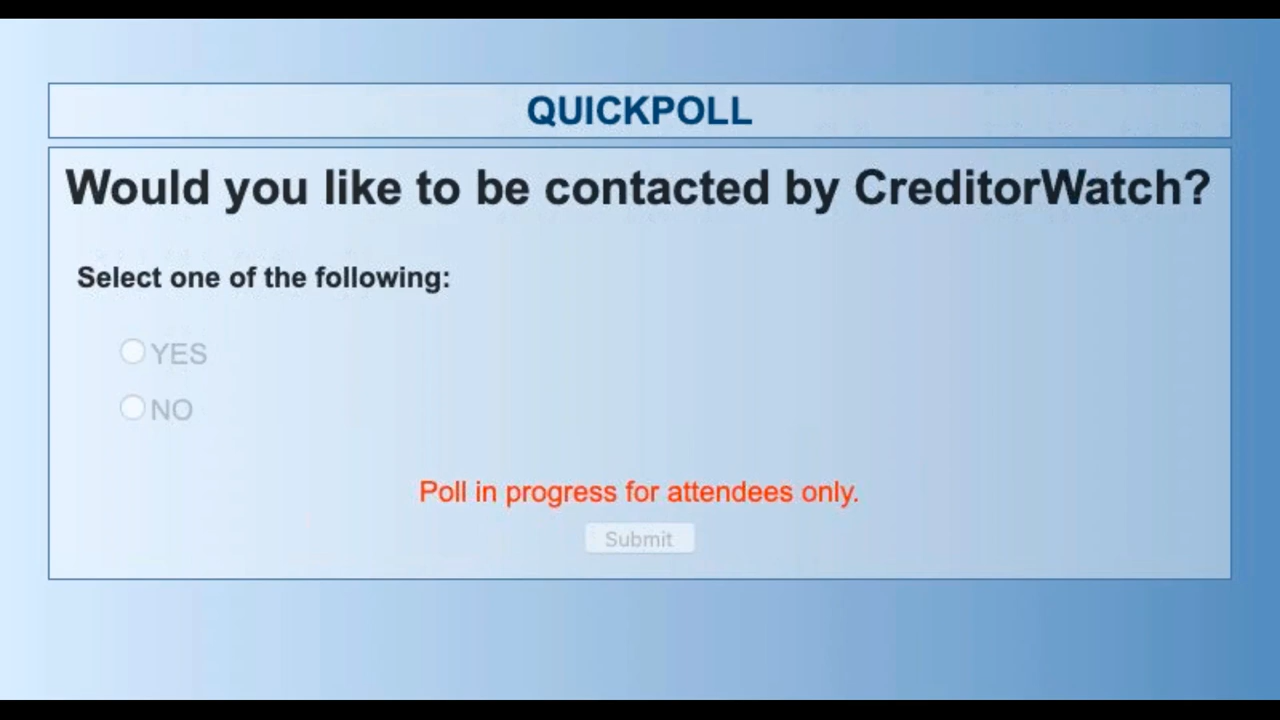 QUICKPOLL
Would you like to be contacted by CreditorWatch?
Select one of the following:
YES
NO
Poll in progress for attendees only.
Submit